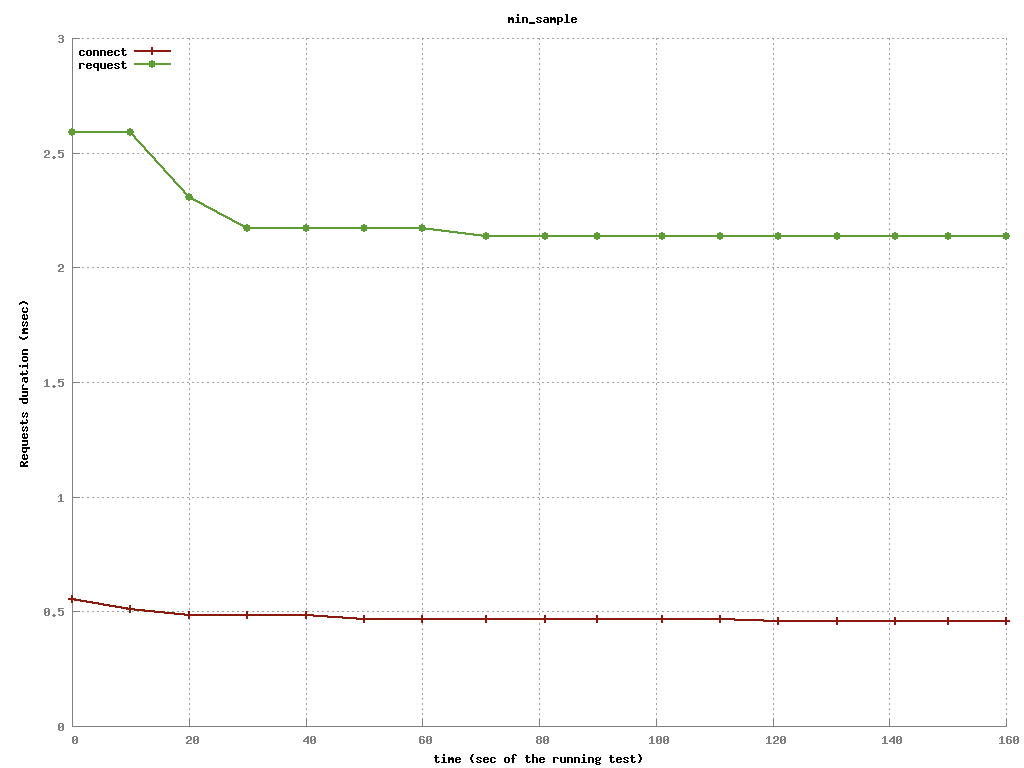 min_sample
connect
request
3
2.5
2
1.5
1
0.5
0
Requests duration (msec)
0 20 40 60 80 100 120 140 160
time (sec of the running test)